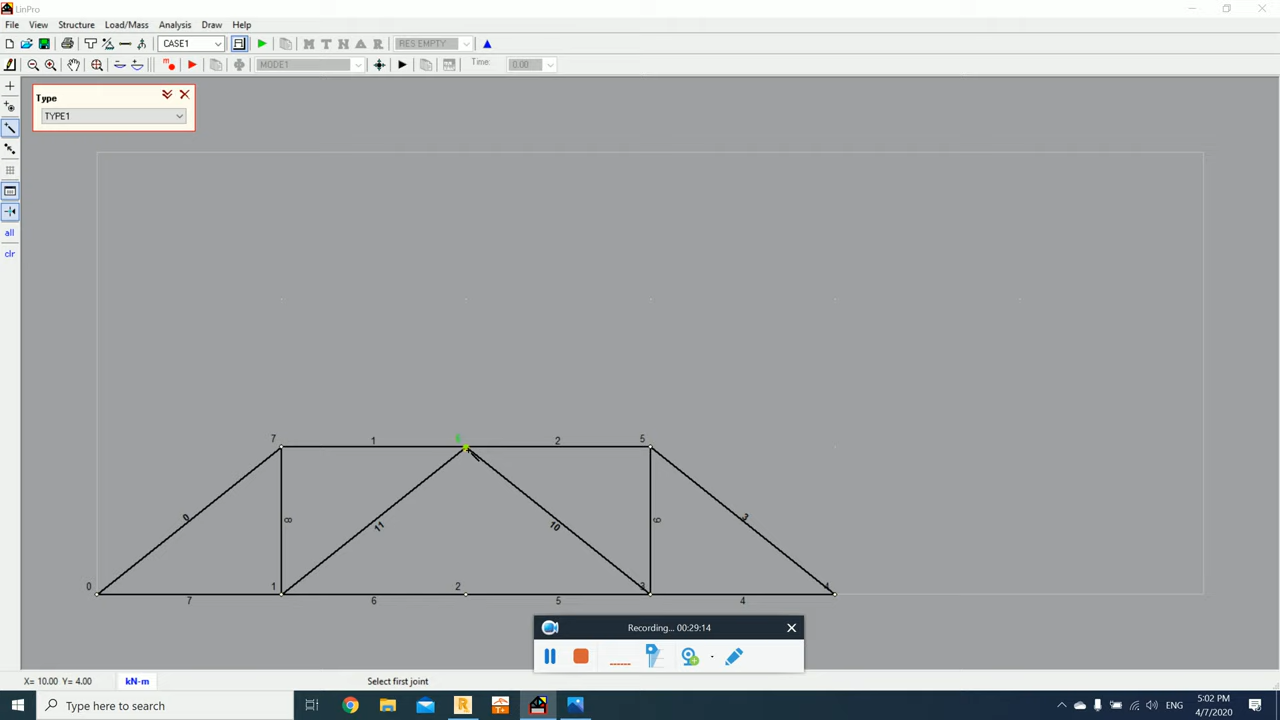 LinPro
File View Structure Load/Mass Analysis Draw Help
CASE1 M T N A R RES EMPTY
m MODE1 Time: 0.00
Type
TYPE1
all
clr
7 1 2 5
0 8 11 10 9 3
0 1 2 3 4
7 6 5 4
Recording... 00:29:14
X= 10.00 Y= 4.00 kN-m Select first joint
Type here to search
T+
ENG
5:02 PM
4/7/2020